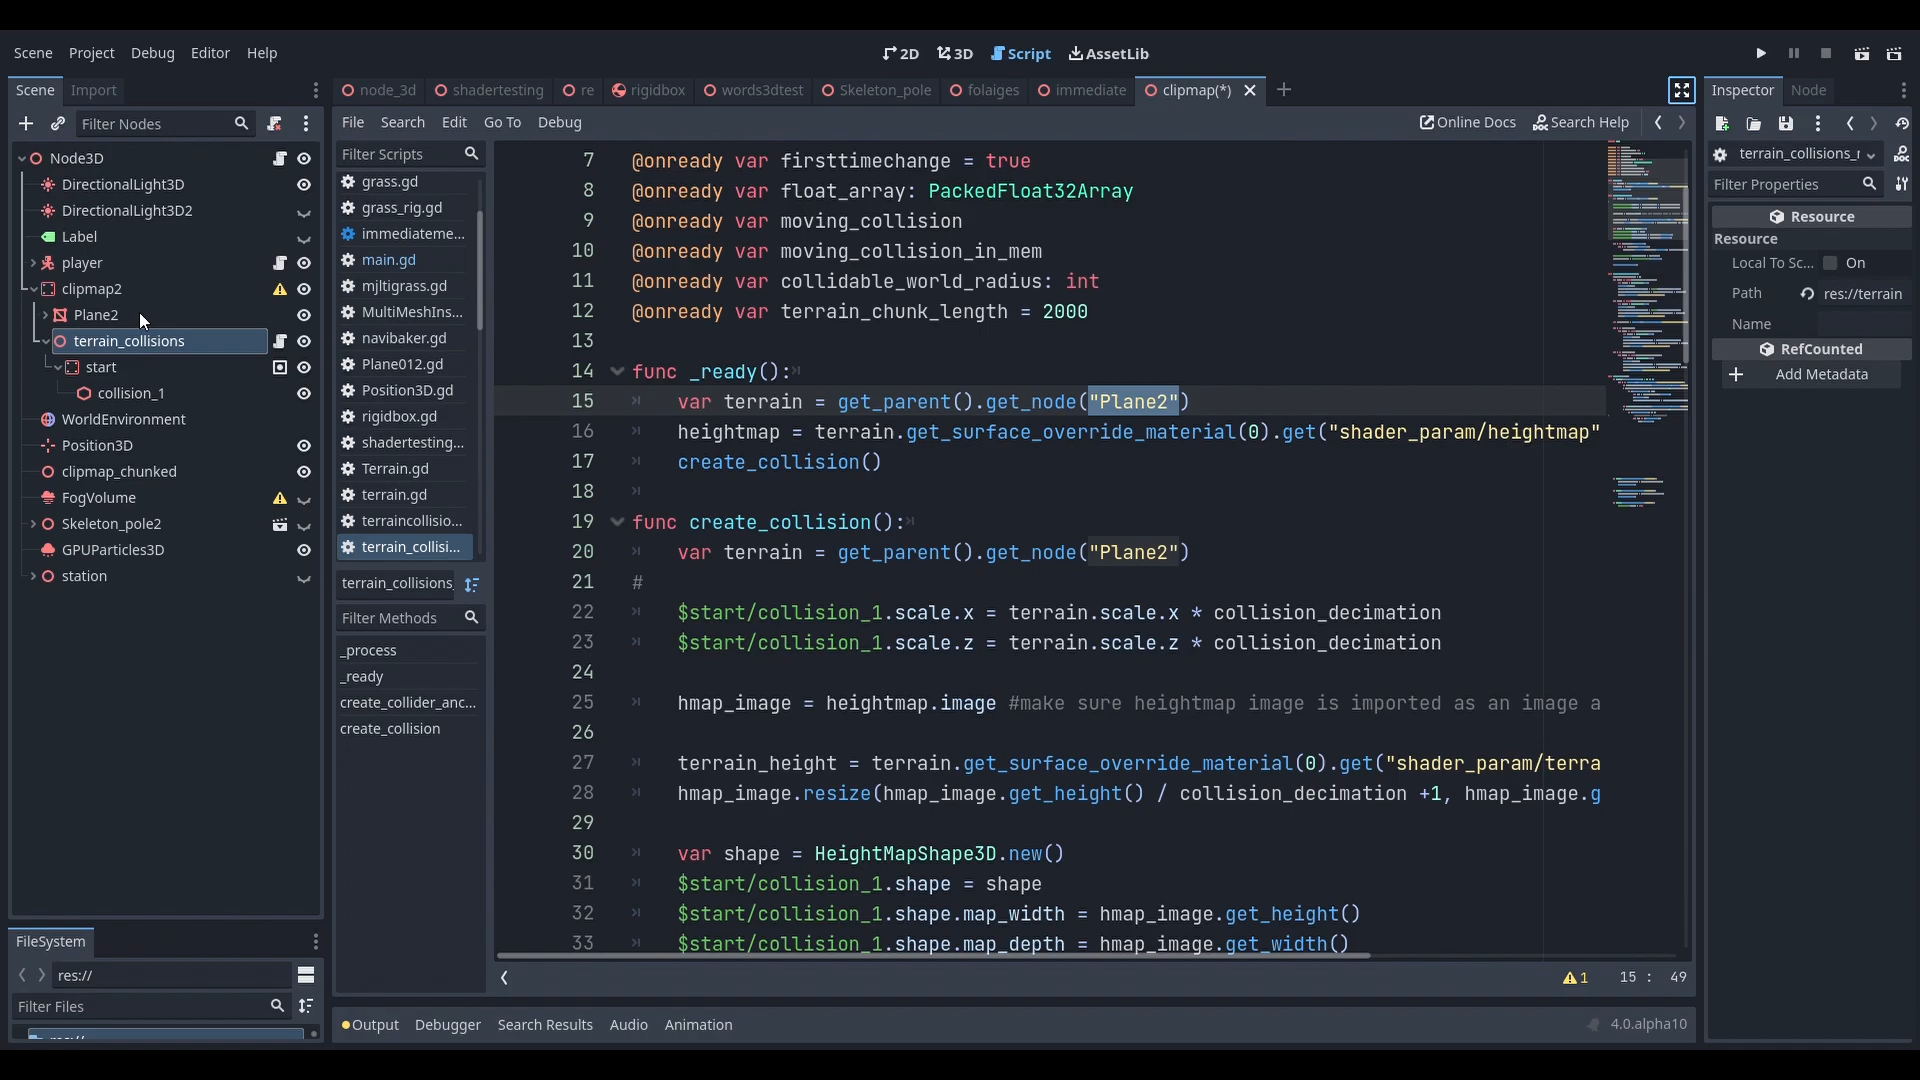 Scene Project Debug Editor Help
2D 3D Script AssetLib
Scene Import
node_3d shadertesting re rigidbox words3dtest Skeleton_pole folaiges immediate clipmap(*)
Inspector Node
Filter Nodes
File Search Edit Go To Debug
Online Docs Search Help
Node3D
DirectionalLight3D
DirectionalLight3D2
Label
player
clipmap2
Plane2
terrain_collisions
start
collision_1
WorldEnvironment
Position3D
clipmap_chunked
FogVolume
Skeleton_pole2
GPUParticles3D
station
FileSystem
res://
Filter Files
Filter Scripts
grass.gd
grass_rig.gd
immediateme...
main.gd
mjltigrass.gd
MultiMeshIns...
navibaker.gd
Plane012.gd
Position3D.gd
rigidbox.gd
shadertesting...
Terrain.gd
terrain.gd
terraincollisio...
terrain_collisi...
terrain_collisions
Filter Methods
_process
_ready
create_collider_anc...
create_collision
7 @onready var firsttimechange = true
8 @onready var float_array: PackedFloat32Array
9 @onready var moving_collision
10 @onready var moving_collision_in_mem
11 @onready var collidable_world_radius: int
12 @onready var terrain_chunk_length = 2000
13
14 func _ready():
15 var terrain = get_parent().get_node("Plane2")
16 heightmap = terrain.get_surface_override_material(0).get("shader_param/heightmap"
17 create_collision()
18
19 func create_collision():
20 var terrain = get_parent().get_node("Plane2")
21 #
22 $start/collision_1.scale.x = terrain.scale.x * collision_decimation
23 $start/collision_1.scale.z = terrain.scale.z * collision_decimation
24
25 hmap_image = heightmap.image #make sure heightmap image is imported as an image a
26
27 terrain_height = terrain.get_surface_override_material(0).get("shader_param/terra
28 hmap_image.resize(hmap_image.get_height() / collision_decimation +1, hmap_image.g
29
30 var shape = HeightMapShape3D.new()
31 $start/collision_1.shape = shape
32 $start/collision_1.shape.map_width = hmap_image.get_height()
33 $start/collision_1.shape.map_depth = hmap_image.get_width()
1 15 : 49
Output Debugger Search Results Audio Animation
4.0.alpha10
terrain_collisions_r
Filter Properties
Resource
Resource
Local To Sc... On
Path res://terrain
Name
RefCounted
Add Metadata